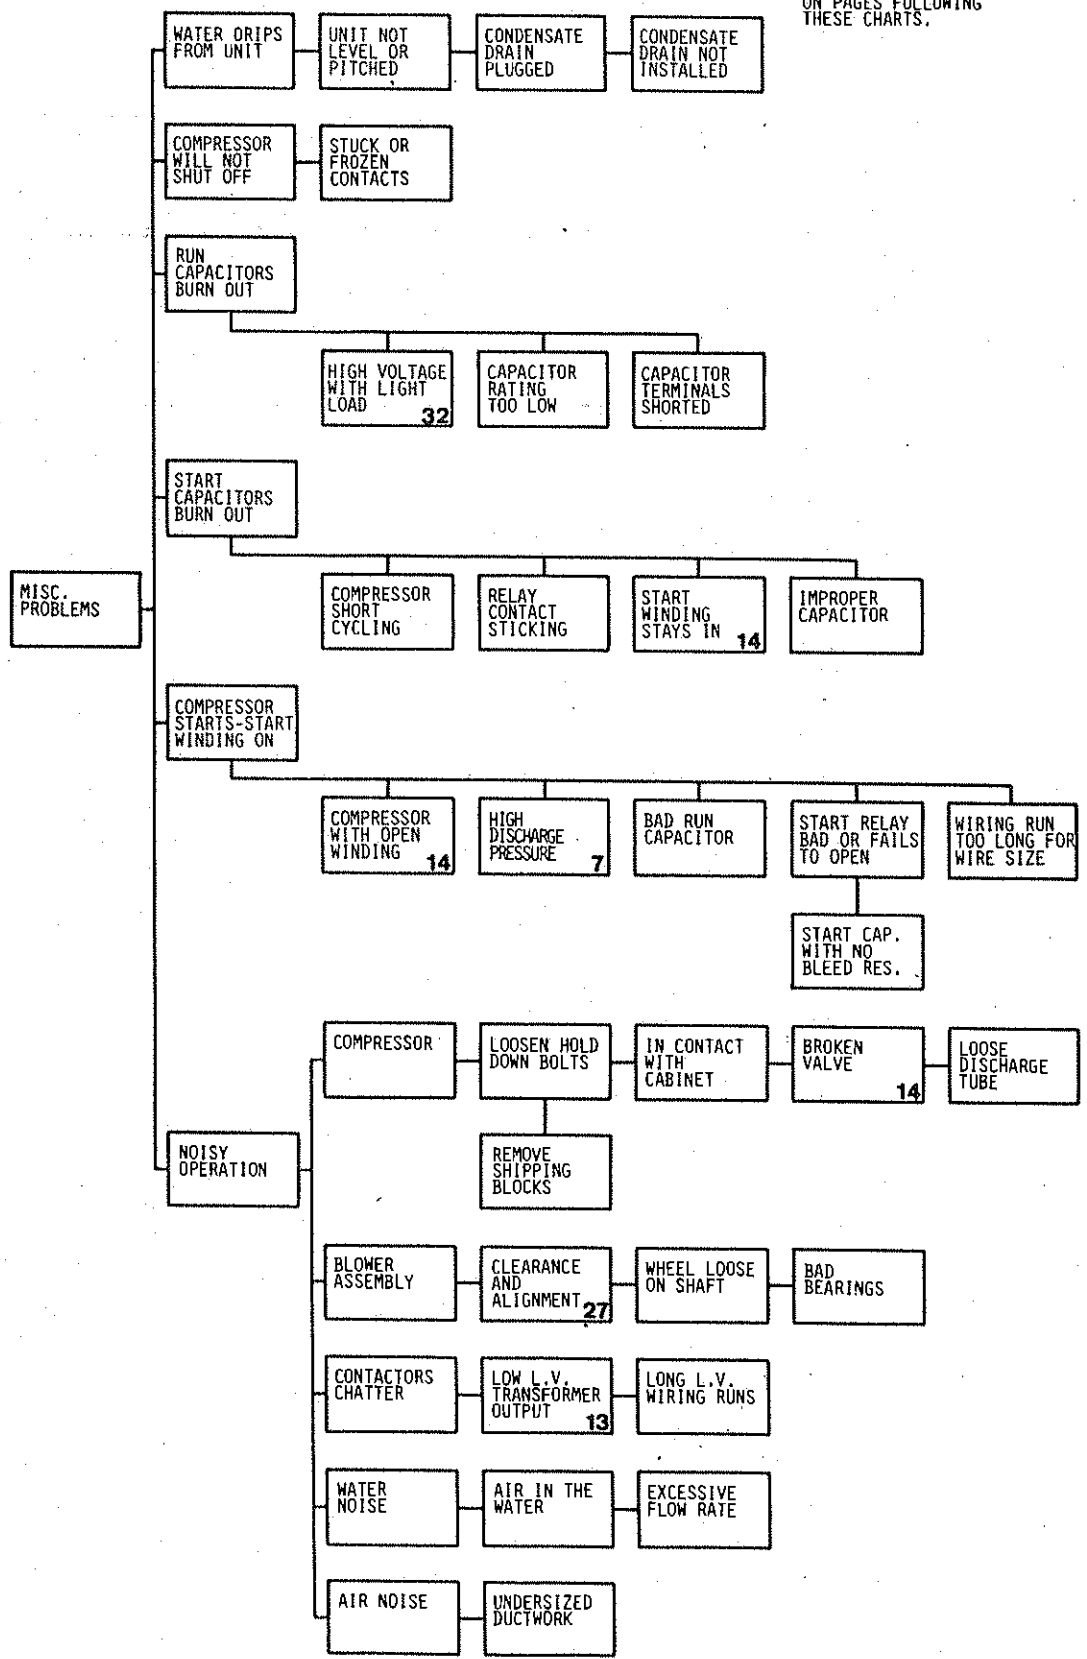 ON PAGES FOLLOWING
THESE CHARTS.
WATER DRIPS
FROM UNIT
UNIT NOT
LEVEL OR
PITCHED
CONDENSATE
DRAIN
PLUGGED
CONDENSATE
DRAIN NOT
INSTALLED
COMPRESSOR
WILL NOT
SHUT OFF
STUCK OR
FROZEN
CONTACTS
RUN
CAPACITORS
BURN OUT
HIGH VOLTAGE
WITH LIGHT
LOAD
32
CAPACITOR
RATING
TOO LOW
CAPACITOR
TERMINALS
SHORTED
START
CAPACITORS
BURN OUT
MISC.
PROBLEMS
COMPRESSOR
SHORT
CYCLING
RELAY
CONTACT
STICKING
START
WINDING
STAYS IN
14
IMPROPER
CAPACITOR
COMPRESSOR
STARTS-START
WINDING ON
COMPRESSOR
WITH OPEN
WINDING
14
HIGH
DISCHARGE
PRESSURE
7
BAD RUN
CAPACITOR
START RELAY
BAD OR FAILS
TO OPEN
WIRING RUN
TOO LONG FOR
WIRE SIZE
START CAP.
WITH NO
BLEED RES.
COMPRESSOR
LOOSEN HOLD
DOWN BOLTS
IN CONTACT
WITH
CABINET
BROKEN
VALVE
14
LOOSE
DISCHARGE
TUBE
NOISY
OPERATION
REMOVE
SHIPPING
BLOCKS
BLOWER
ASSEMBLY
CLEARANCE
AND
ALIGNMENT
27
WHEEL LOOSE
ON SHAFT
BAD
BEARINGS
CONTACTORS
CHATTER
LOW L.V.
TRANSFORMER
OUTPUT
13
LONG L.V.
WIRING RUNS
WATER
NOISE
AIR IN THE
WATER
EXCESSIVE
FLOW RATE
AIR NOISE
UNDERSIZED
DUCTWORK